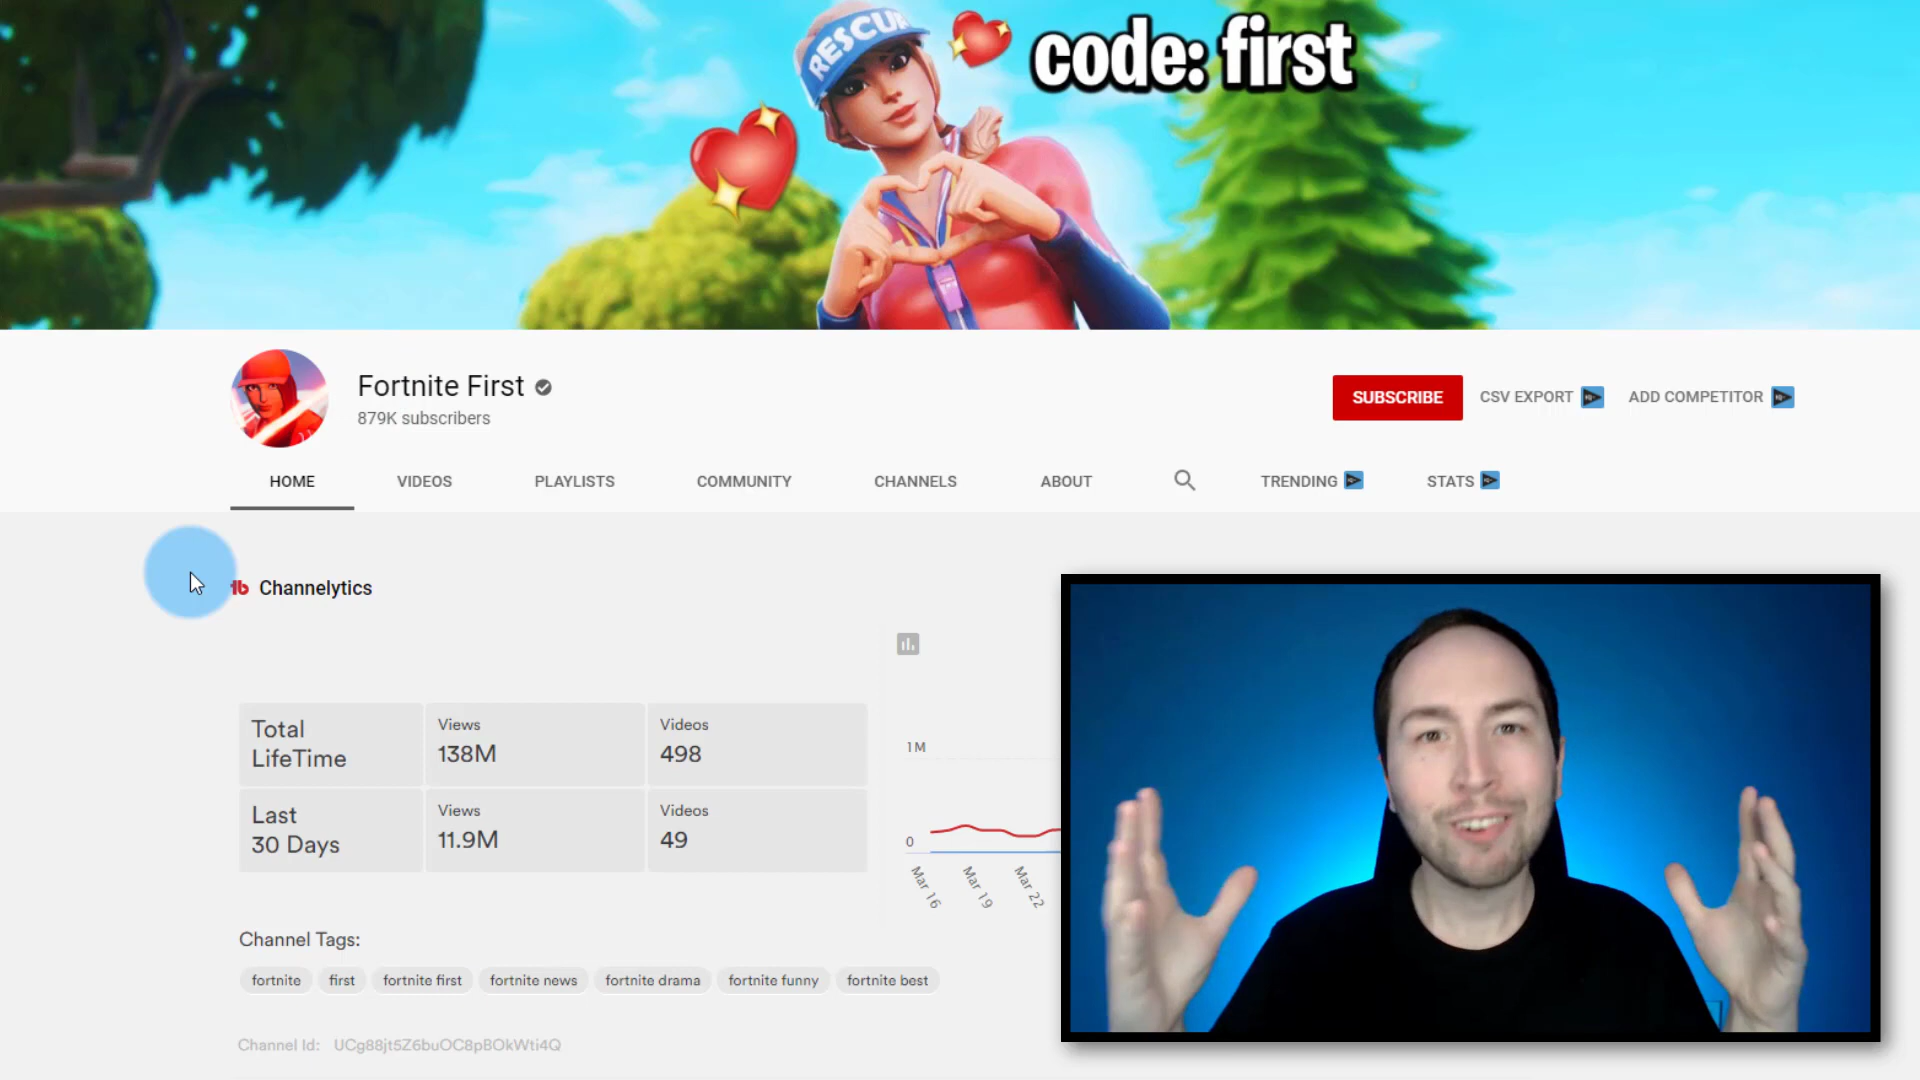 RESCUE
code: first
Fortnite First
879K subscribers
SUBSCRIBE CSV EXPORT ADD COMPETITOR
HOME VIDEOS PLAYLISTS COMMUNITY CHANNELS ABOUT TRENDING STATS
Channelytics
Total LifeTime
Views
138M
Videos
498
Last 30 Days
Views
11.9M
Videos
49
1M
0
Mar 16
Mar 19
Mar 22
Channel Tags:
fortnite first fortnite first fortnite news fortnite drama fortnite funny fortnite best
Channel Id: UCg88jt5Z6buOC8pBOkWti4Q